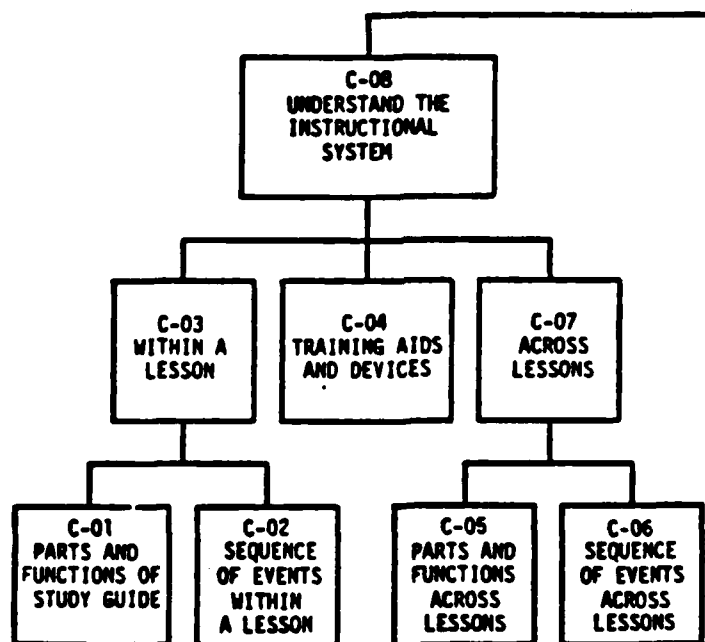 C-08
UNDERSTAND THE
INSTRUCTIONAL
SYSTEM
C-03
WITHIN A
LESSON
C-04
TRAINING AIDS
AND DEVICES
C-07
ACROSS
LESSONS
C-01
PARTS AND
FUNCTIONS OF
STUDY GUIDE
C-02
SEQUENCE
OF EVENTS
WITHIN
A LESSON
C-05
PARTS AND
FUNCTIONS
ACROSS
LESSONS
C-06
SEQUENCE
OF EVENTS
ACROSS
LESSONS